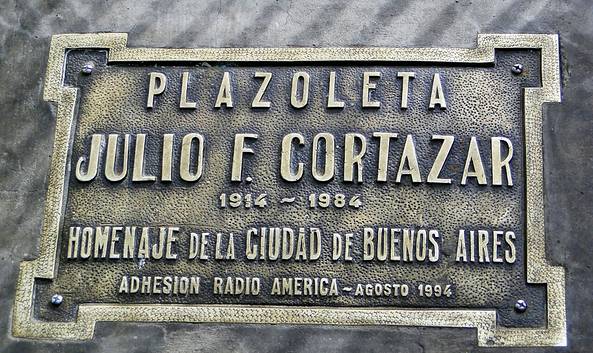 PLAZOLETA
JULIO F. CORTAZAR
1914 ~ 1984
HOMENAJE DE LA CIUDAD DE BUENOS AIRES
ADHESION RADIO AMERICA ~ AGOSTO 1994